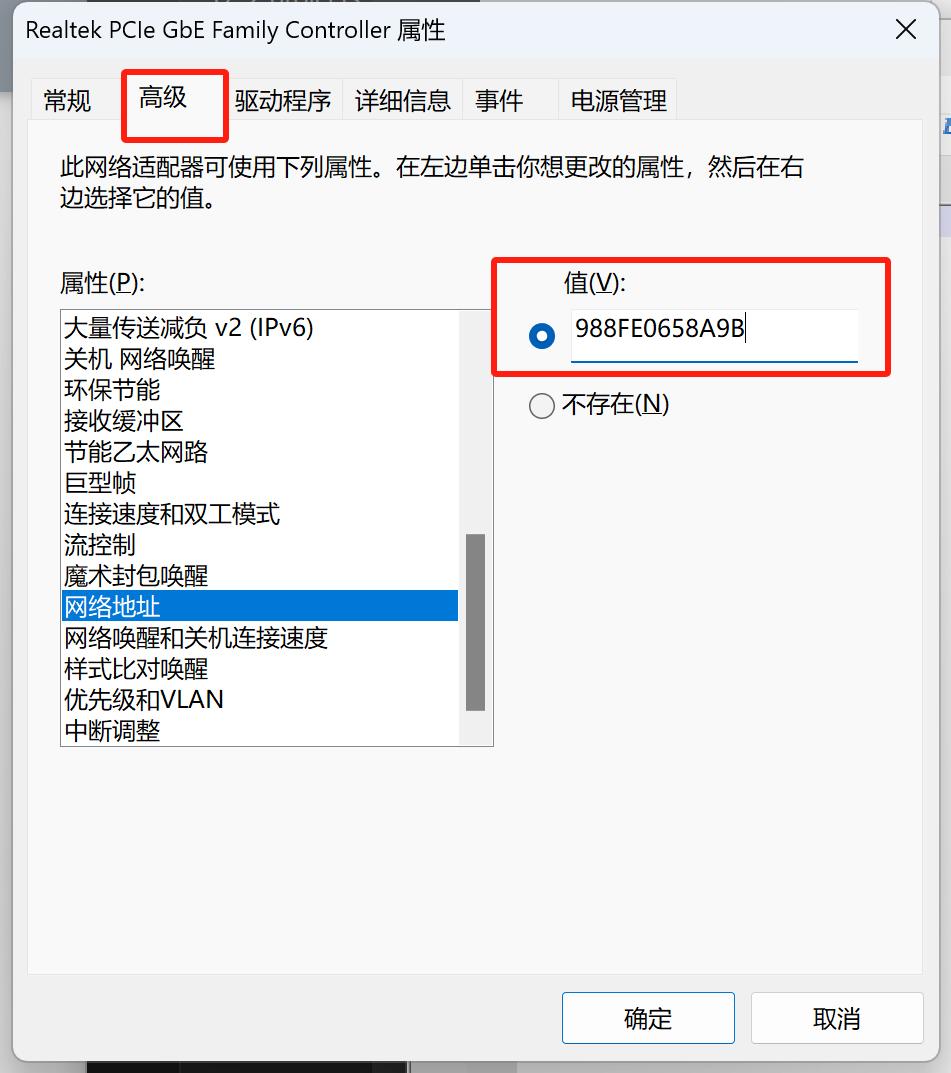 Realtek PCIe GbE Family Controller 属性
常规 高级 驱动程序 详细信息 事件 电源管理
此网络适配器可使用下列属性。在左边单击你想更改的属性，然后在右
边选择它的值。
属性(P):
值(V):
大量传送减负 v2 (IPv6)
988FE0658A9B
关机 网络唤醒
环保节能
不存在(N)
接收缓冲区
节能乙太网路
巨型帧
连接速度和双工模式
流控制
魔术封包唤醒
网络地址
网络唤醒和关机连接速度
样式比对唤醒
优先级和VLAN
中断调整
确定 取消